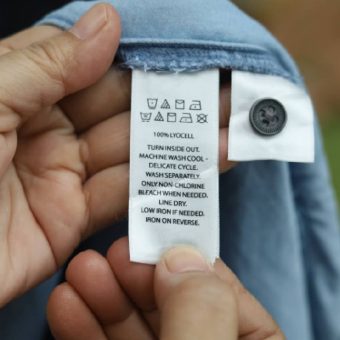 100% LYOCELL
TURN INSIDE OUT.
MACHINE WASH COOL -
DELICATE CYCLE.
WASH SEPARATELY.
ONLY NON-CHLORINE
BLEACH WHEN NEEDED.
LINE DRY.
LOW IRON IF NEEDED.
IRON ON REVERSE.